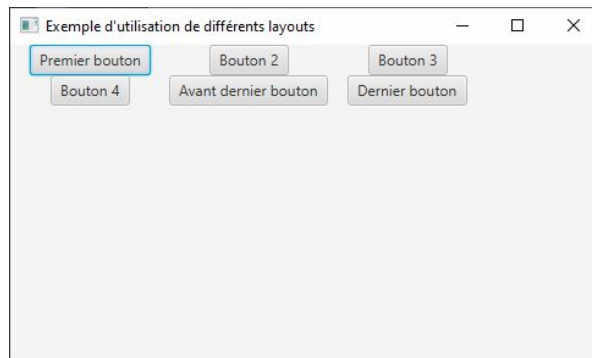 Exemple d'utilisation de différents layouts
Premier bouton Bouton 2 Bouton 3
Bouton 4 Avant dernier bouton Dernier bouton